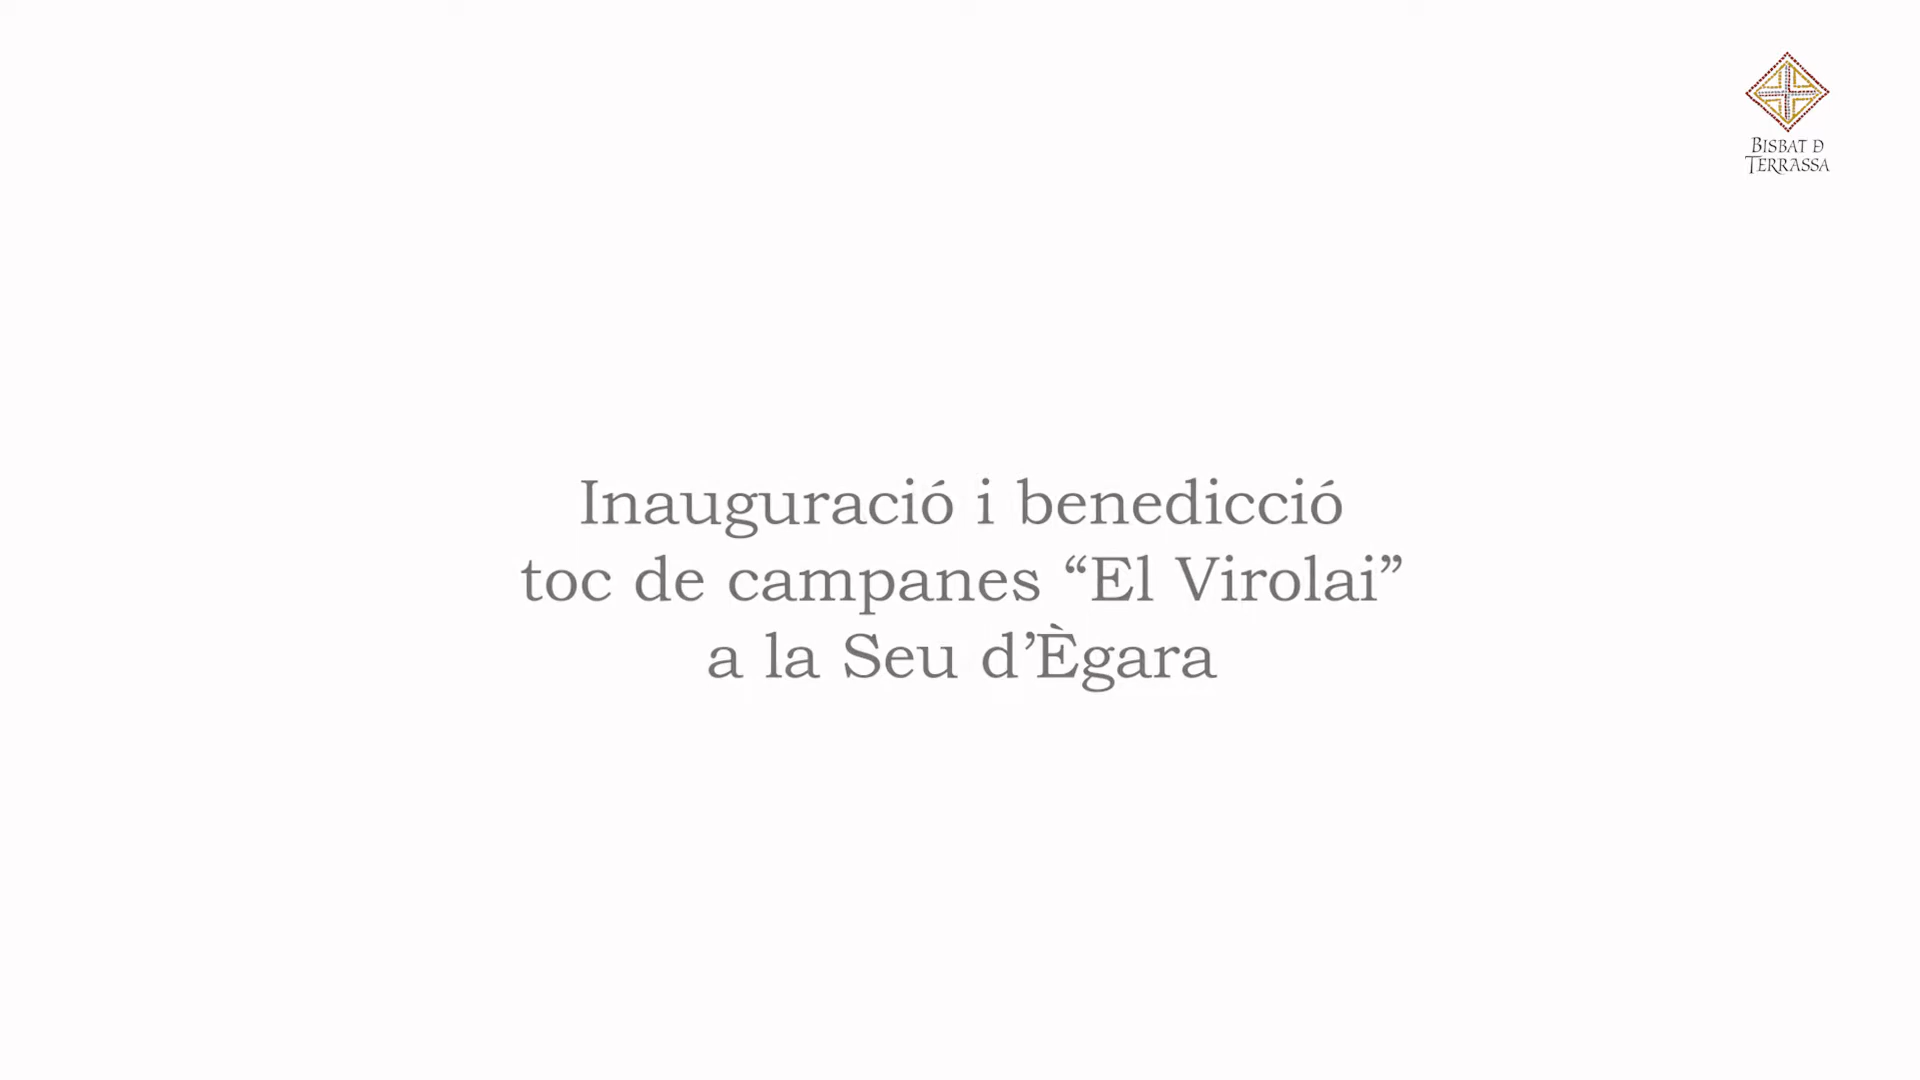 BISBAT D
TERRASSA
Inauguració i benedicció
toc de campanes “El Virolai”
a la Seu d’Ègara